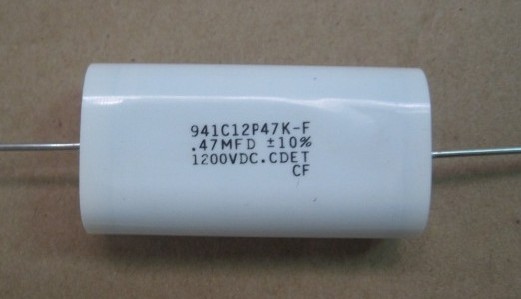 941C12P47K-F
.47MFD ±10%
1200VDC.CDET
CF